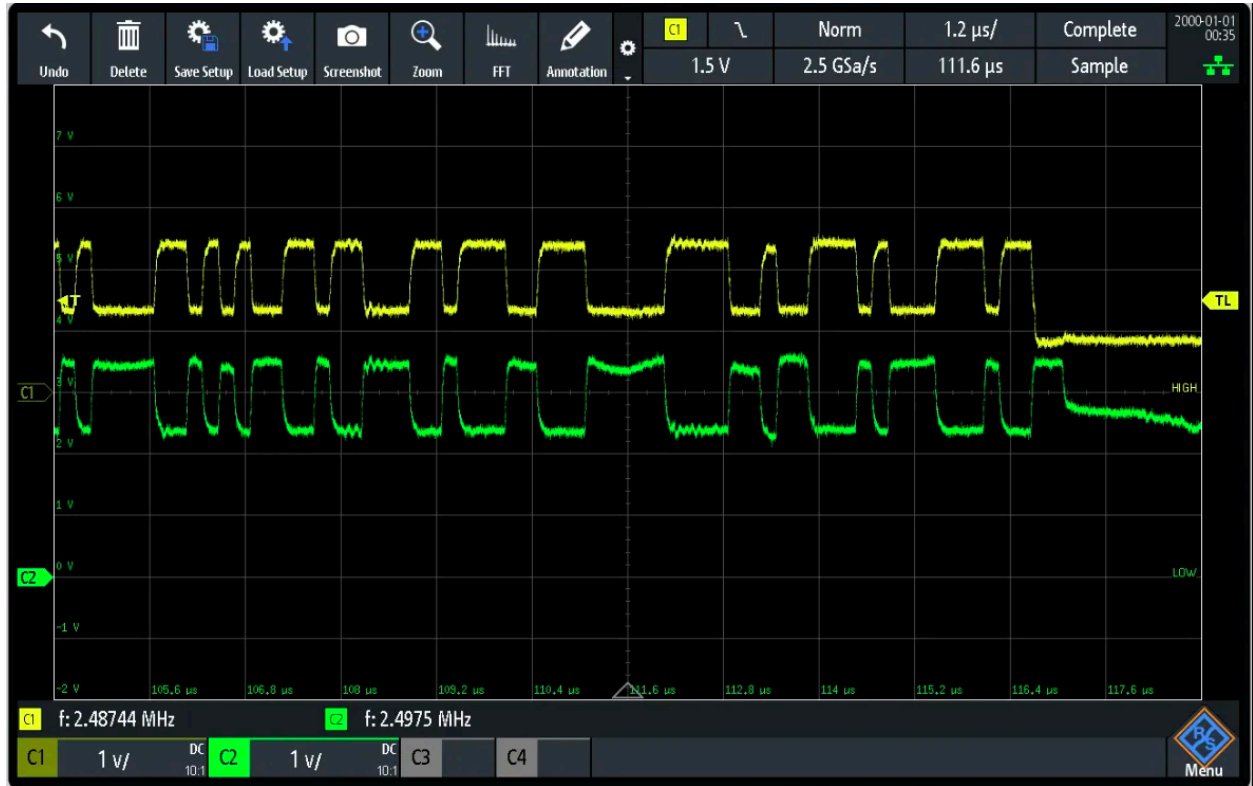 C1 Norm 1.2 µs/ Complete 2000-01-01
00:35
Undo Delete Save Setup Load Setup Screenshot Zoom FFT Annotation 1.5 V 2.5 GSa/s 111.6 µs Sample
7 V
6 V
5 V
T TL
4 V
C1 3 V HIGH
2 V
1 V
C2 0 V LOW
-1 V
-2 V 105.6 µs 106.8 µs 108 µs 109.2 µs 110.4 µs 111.6 µs 112.8 µs 114 µs 115.2 µs 116.4 µs 117.6 µs
C1 f: 2.48744 MHz C2 f: 2.4975 MHz
C1 1 V/ DC 10:1 C2 1 V/ DC 10:1 C3 C4
R&S
Menu